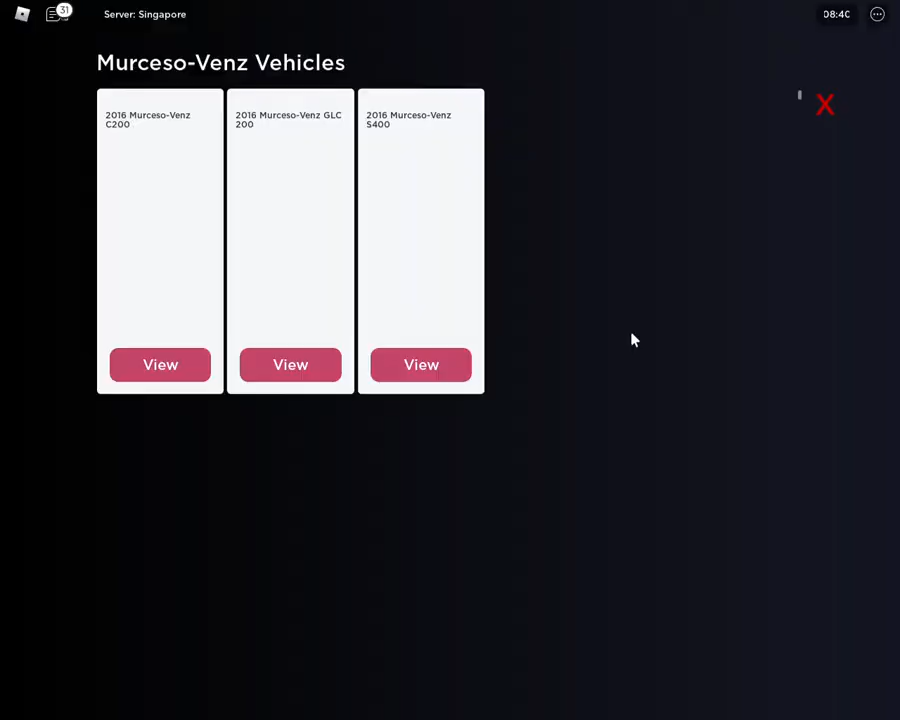 31
Server: Singapore
08:40
Murceso-Venz Vehicles
X
2016 Murceso-Venz
C200
2016 Murceso-Venz GLC
200
2016 Murceso-Venz
S400
View
View
View